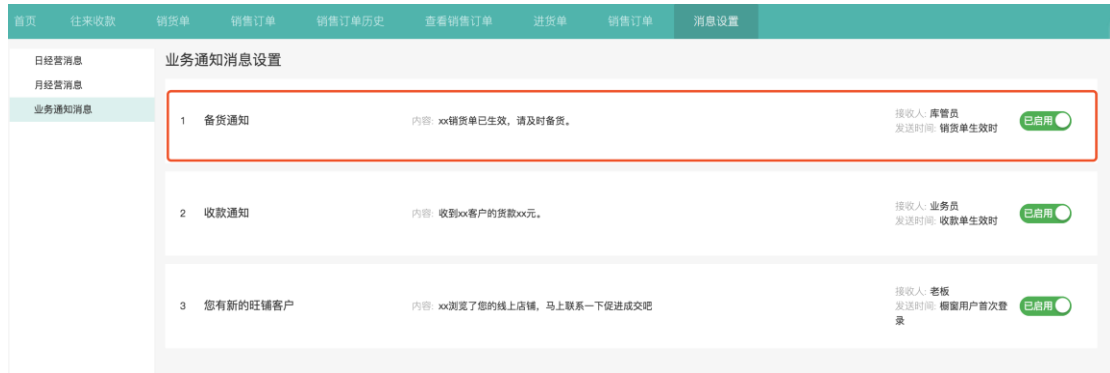 首页 往来收款 销货单 销售订单 销售订单历史 查看销售订单 进货单 销售订单 消息设置
日经营消息
月经营消息
业务通知消息
业务通知消息设置
1 备货通知 内容: xx销货单已生效，请及时备货。 接收人: 库管员 已启用
发送时间: 销货单生效时
2 收款通知 内容: 收到xx客户的货款xx元。 接收人: 业务员 已启用
发送时间: 收款单生效时
3 您有新的旺铺客户 内容: xx浏览了您的线上店铺，马上联系一下促进成交吧 接收人: 老板 已启用
发送时间: 橱窗用户首次登
录